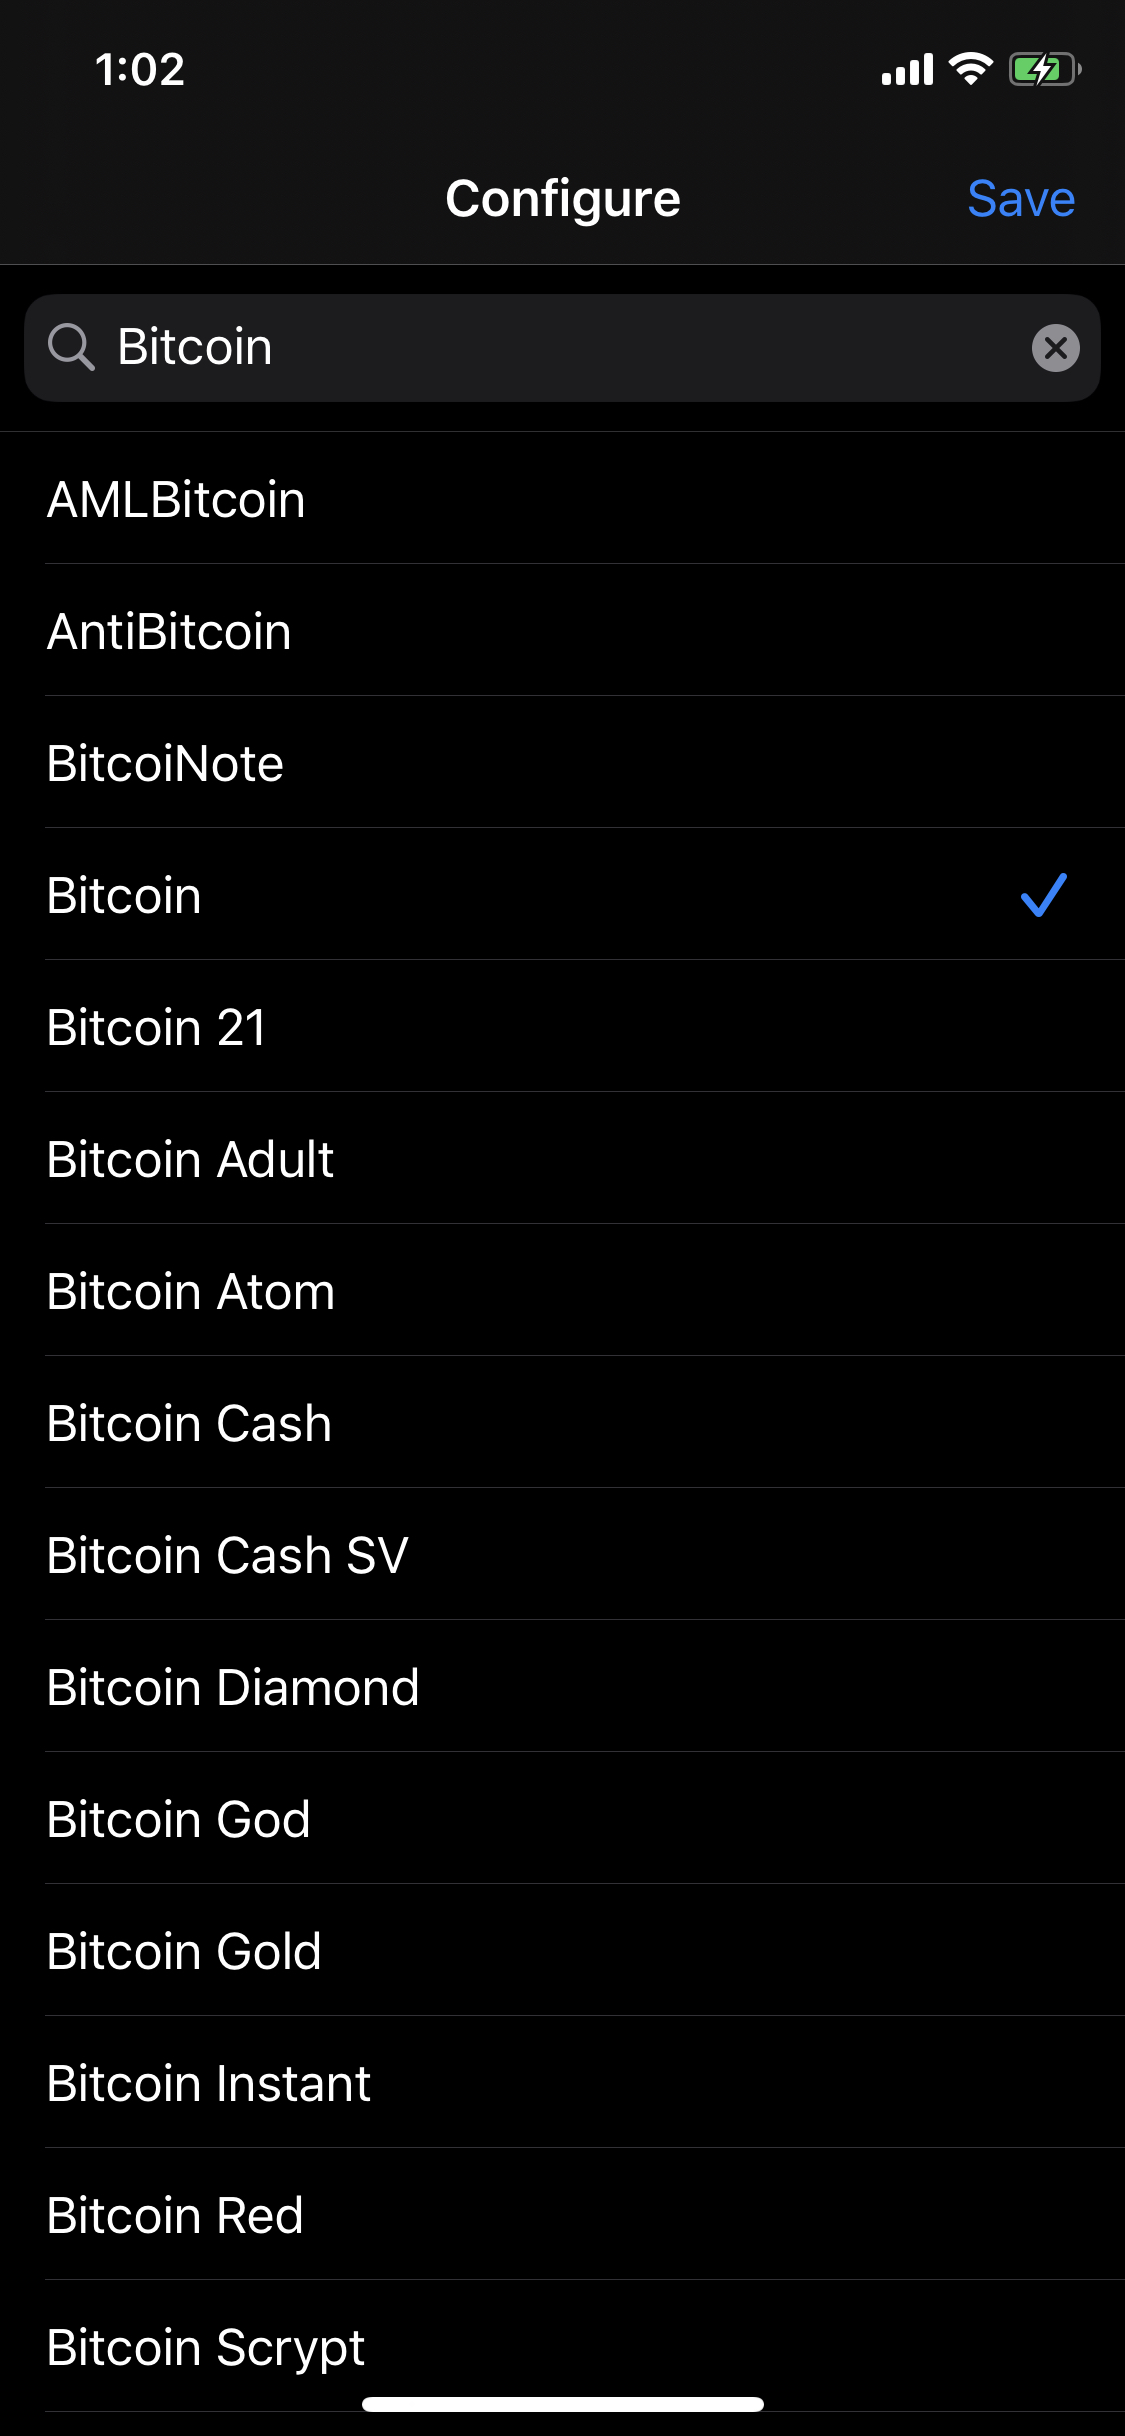 1:02
Configure
Save
Bitcoin
AMLBitcoin
AntiBitcoin
BitcoiNote
Bitcoin
Bitcoin 21
Bitcoin Adult
Bitcoin Atom
Bitcoin Cash
Bitcoin Cash SV
Bitcoin Diamond
Bitcoin God
Bitcoin Gold
Bitcoin Instant
Bitcoin Red
Bitcoin Scrypt